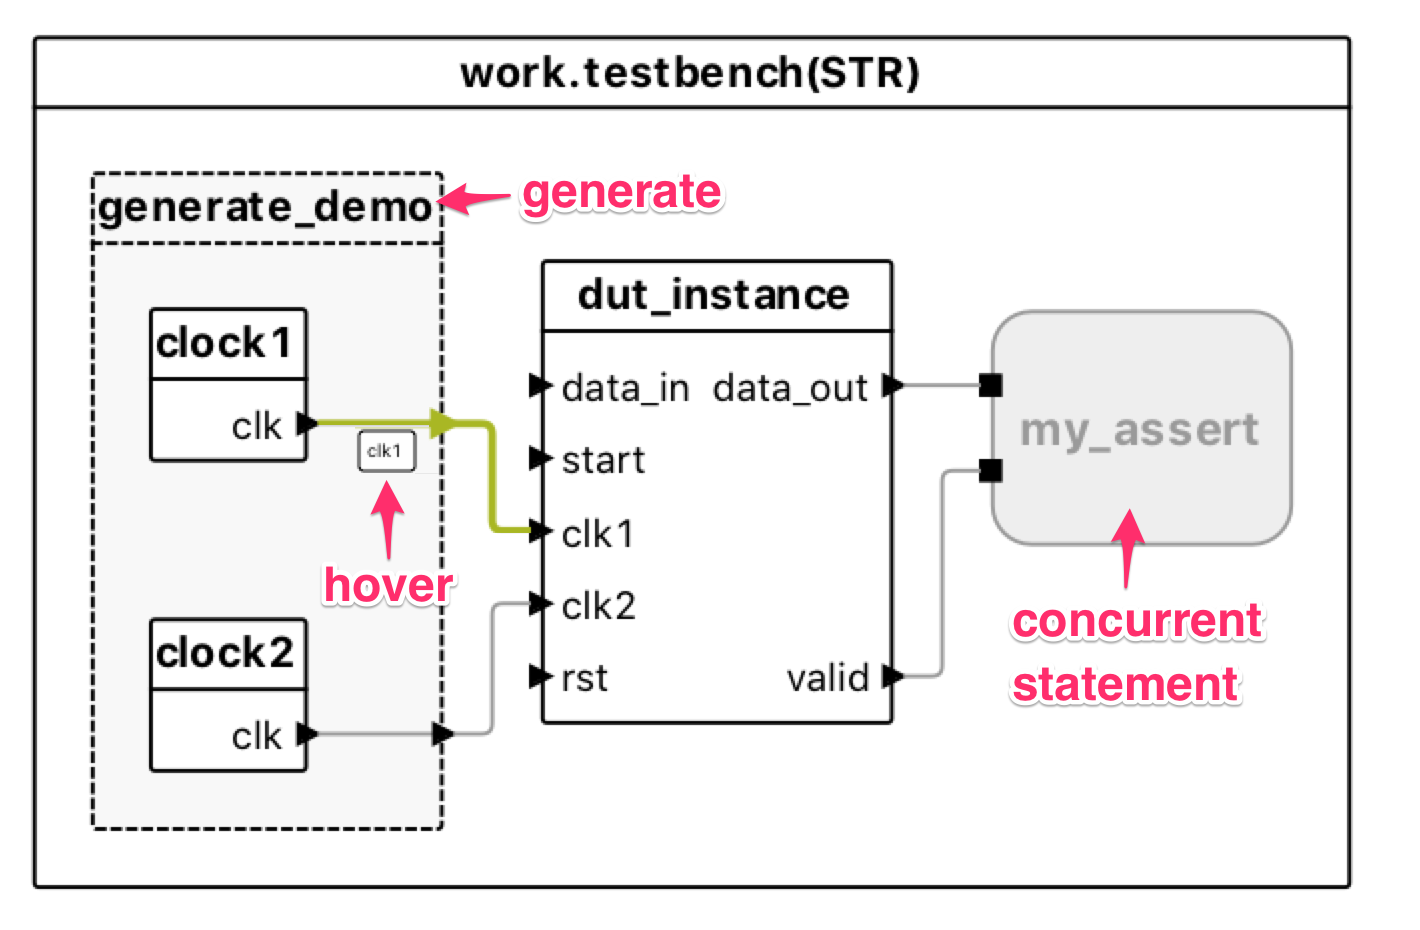 work.testbench(STR)
generate_demo
generate
clock1
clk
clk1
hover
clock2
clk
dut_instance
data_in data_out
start
clk1
clk2
rst valid
my_assert
concurrent
statement